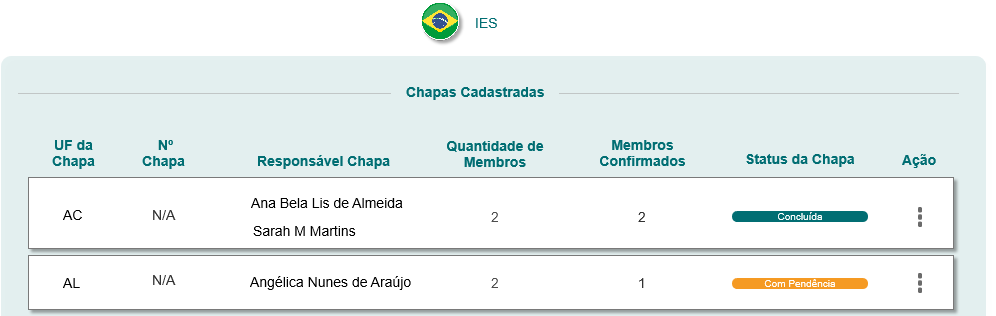 IES
Chapas Cadastradas
UF da
Chapa
Nº
Chapa
Responsável Chapa
Quantidade de
Membros
Membros
Confirmados
Status da Chapa
Ação
AC
N/A
Ana Bela Lis de Almeida
Sarah M Martins
2
2
Concluída
AL
N/A
Angélica Nunes de Araújo
2
1
Com Pendência